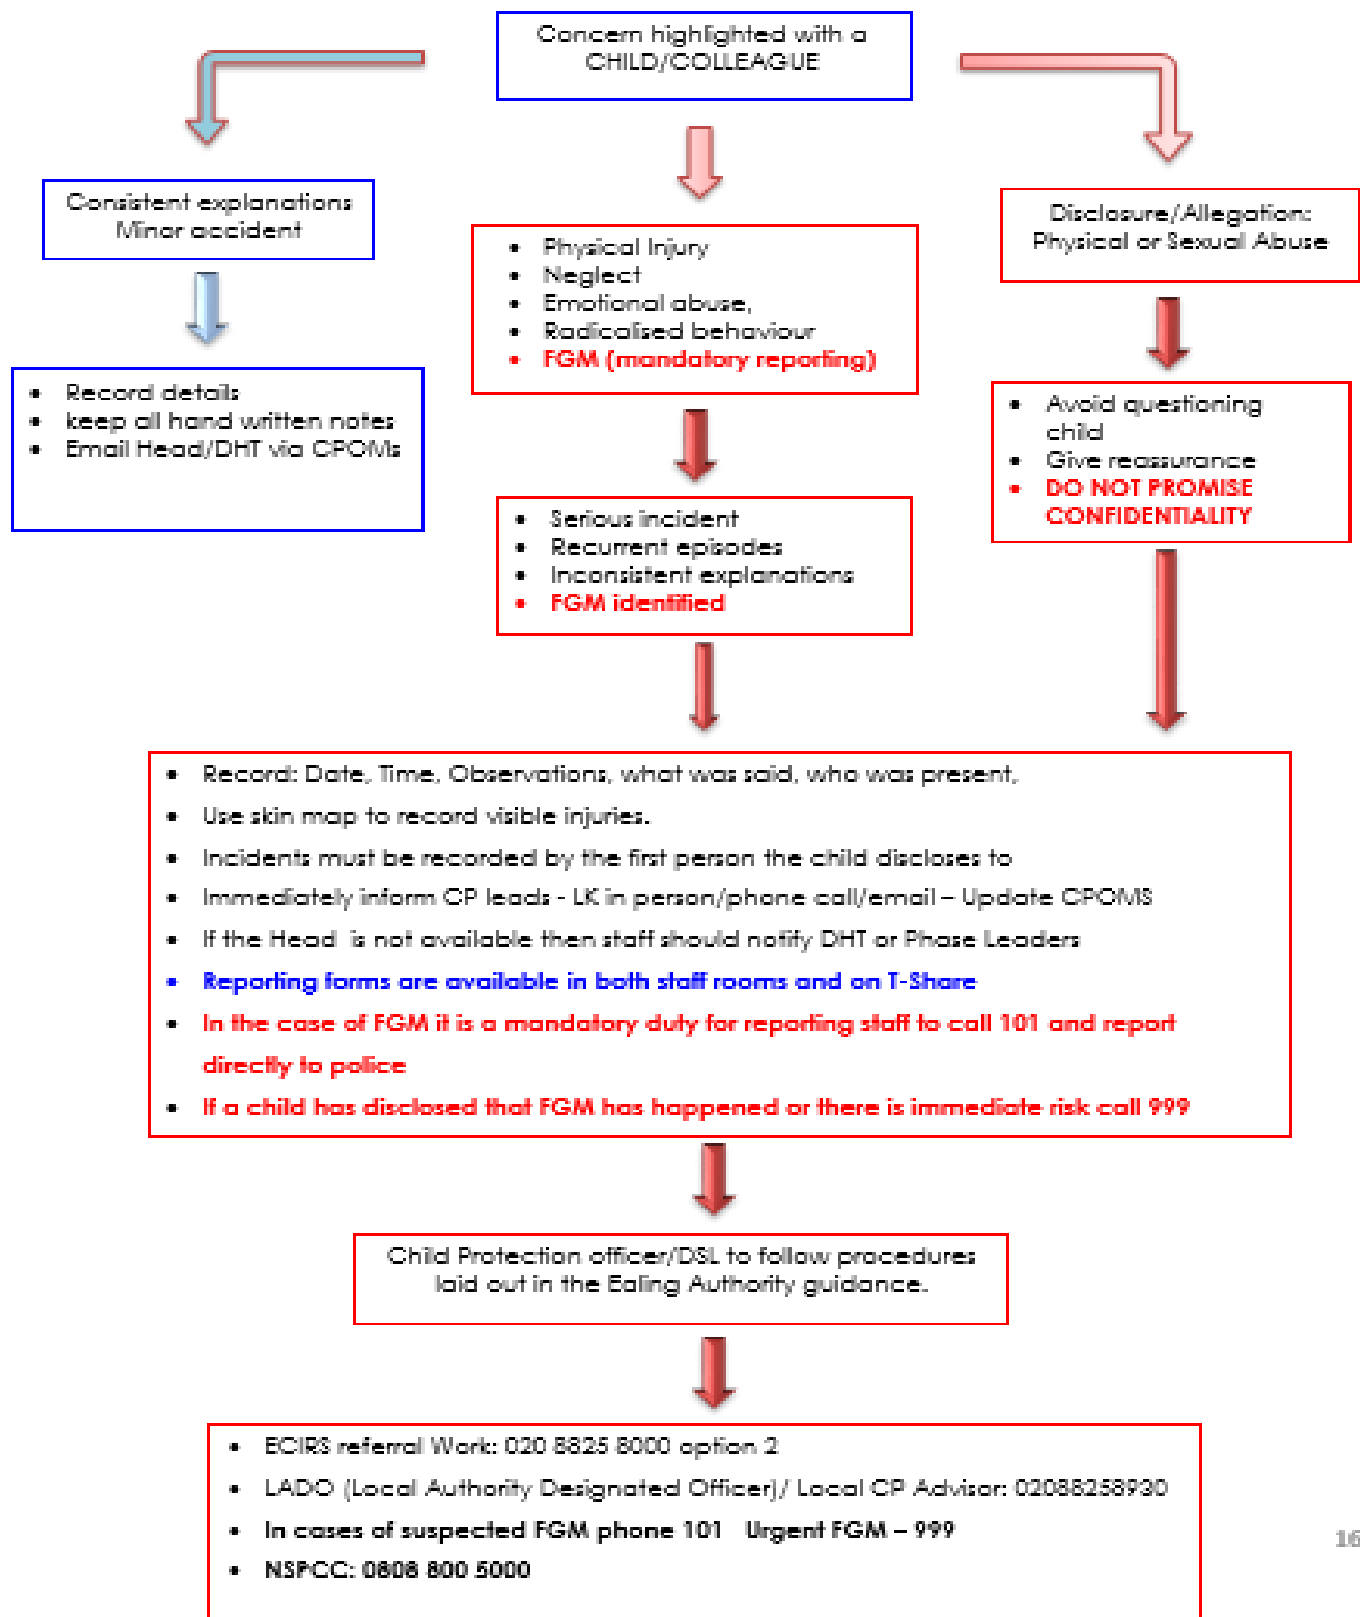 Concern highlighted with a
CHILD/COLLEAGUE
Consistent explanations
Minor accident
• Record details
• keep all hand written notes
• Email Head/DHT via CPOMs
• Physical Injury
• Neglect
• Emotional abuse,
• Radicalised behaviour
• FGM (mandatory reporting)
• Serious incident
• Recurrent episodes
• Inconsistent explanations
• FGM identified
Disclosure/Allegation:
Physical or Sexual Abuse
• Avoid questioning
child
• Give reassurance
• DO NOT PROMISE
CONFIDENTIALITY
• Record: Date, Time, Observations, what was said, who was present,
• Use skin map to record visible injuries.
• Incidents must be recorded by the first person the child discloses to
• Immediately inform CP leads - LK in person/phone call/email – Update CPOMS
• If the Head is not available then staff should notify DHT or Phase Leaders
• Reporting forms are available in both staff rooms and on T-Share
• In the case of FGM it is a mandatory duty for reporting staff to call 101 and report
directly to police
• If a child has disclosed that FGM has happened or there is immediate risk call 999
Child Protection officer/DSL to follow procedures
laid out in the Ealing Authority guidance.
• ECIRS referral Work: 020 8825 8000 option 2
• LADO (Local Authority Designated Officer)/ Local CP Advisor: 02088258930
• In cases of suspected FGM phone 101 Urgent FGM – 999
• NSPCC: 0808 800 5000
16